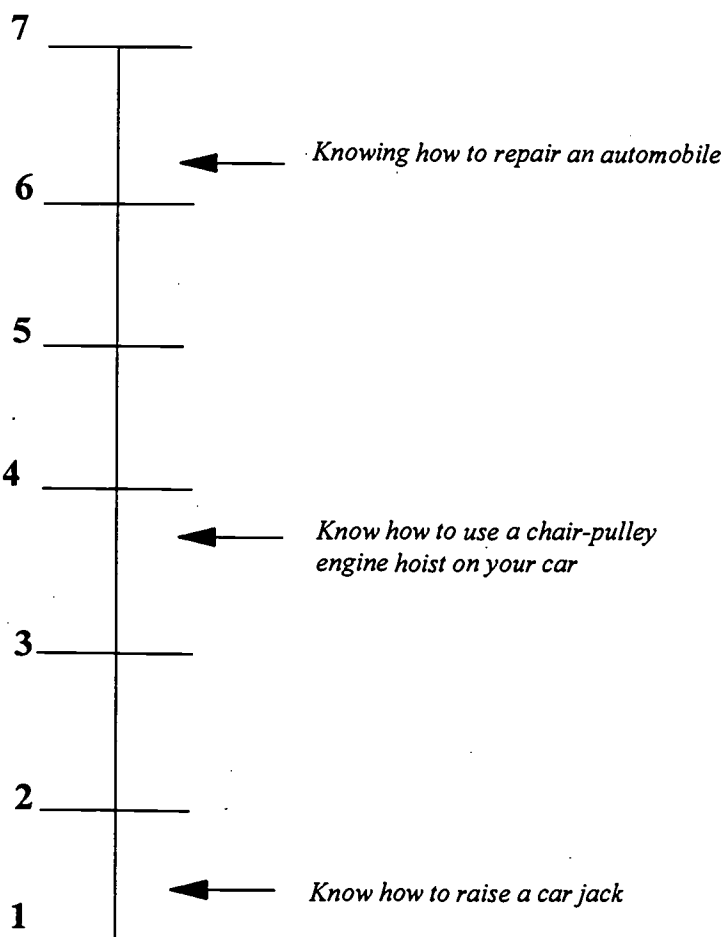 7
Knowing how to repair an automobile
6
5
4
Know how to use a chair-pulley
engine hoist on your car
3
2
Know how to raise a car jack
1